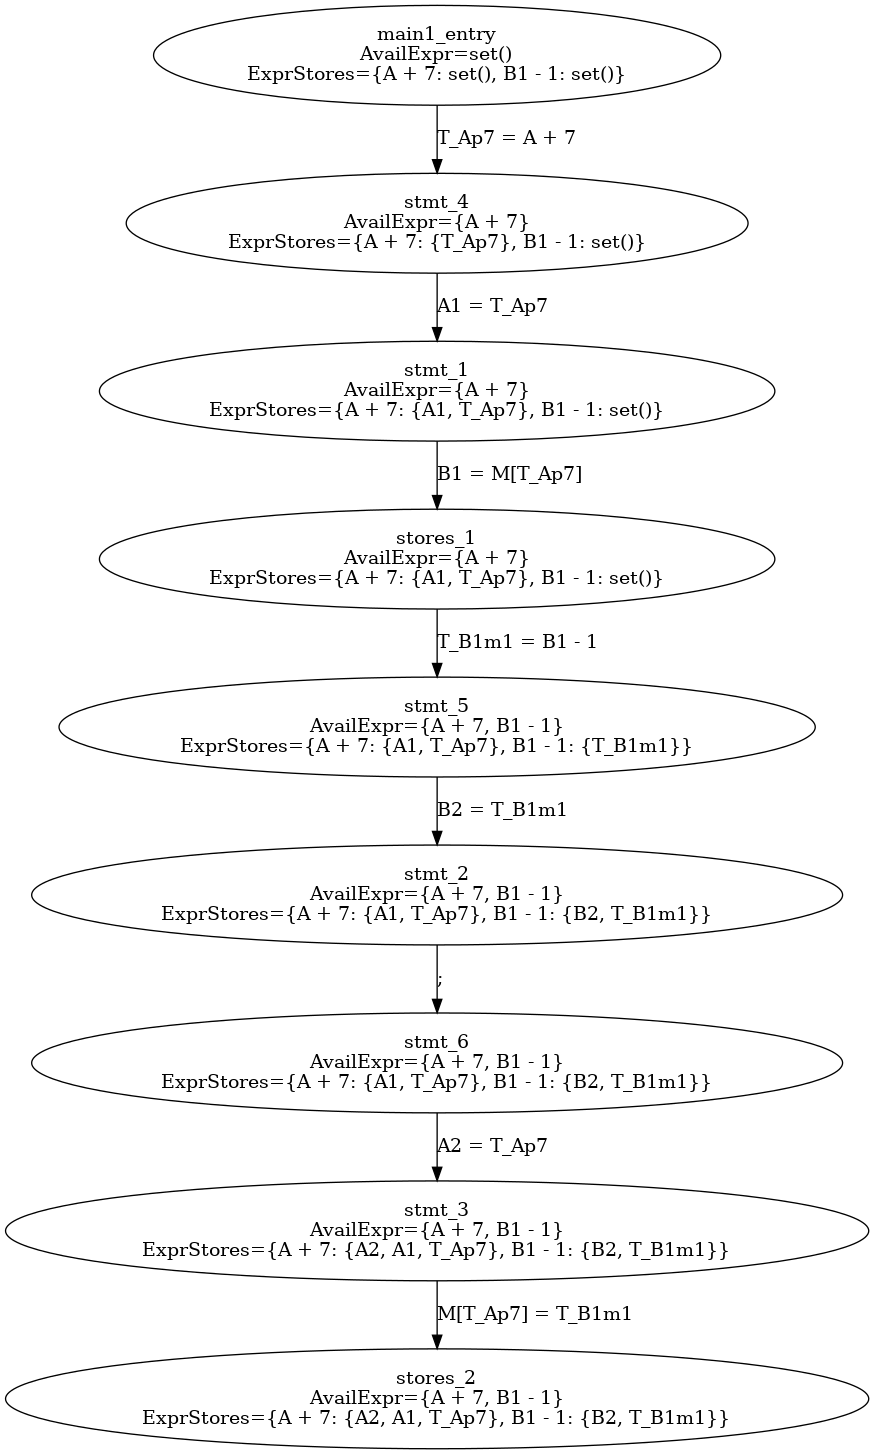 main1_entry
AvailExpr=set()
ExprStores={A + 7: set(), B1 - 1: set()}
T_Ap7 = A + 7
stmt_4
AvailExpr={A + 7}
ExprStores={A + 7: {T_Ap7}, B1 - 1: set()}
A1 = T_Ap7
stmt_1
AvailExpr={A + 7}
ExprStores={A + 7: {A1, T_Ap7}, B1 - 1: set()}
B1 = M[T_Ap7]
stores_1
AvailExpr={A + 7}
ExprStores={A + 7: {A1, T_Ap7}, B1 - 1: set()}
T_B1m1 = B1 - 1
stmt_5
AvailExpr={A + 7, B1 - 1}
ExprStores={A + 7: {A1, T_Ap7}, B1 - 1: {T_B1m1}}
B2 = T_B1m1
stmt_2
AvailExpr={A + 7, B1 - 1}
ExprStores={A + 7: {A1, T_Ap7}, B1 - 1: {B2, T_B1m1}}
;
stmt_6
AvailExpr={A + 7, B1 - 1}
ExprStores={A + 7: {A1, T_Ap7}, B1 - 1: {B2, T_B1m1}}
A2 = T_Ap7
stmt_3
AvailExpr={A + 7, B1 - 1}
ExprStores={A + 7: {A2, A1, T_Ap7}, B1 - 1: {B2, T_B1m1}}
M[T_Ap7] = T_B1m1
stores_2
AvailExpr={A + 7, B1 - 1}
ExprStores={A + 7: {A2, A1, T_Ap7}, B1 - 1: {B2, T_B1m1}}